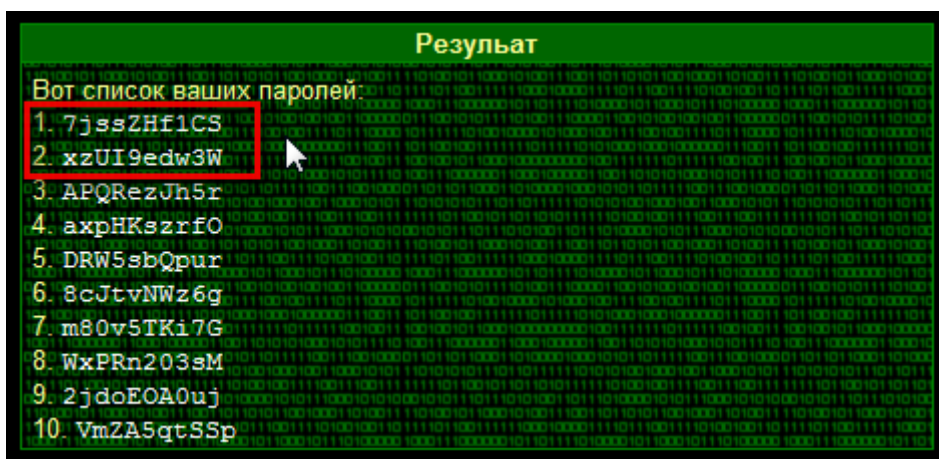 Резульат
Вот список ваших паролей:
1. 7jssZHf1CS
2. xzUI9edw3W
3. APQRezJh5r
4. axpHKszrfO
5. DRW5sbQpur
6. 8cJtvNWz6g
7. m80v5TKi7G
8. WxPRn203sM
9. 2jdoEOA0uj
10. VmZA5qtSSp